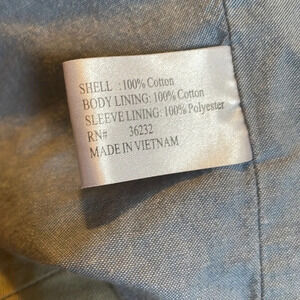 SHELL :100% Cotton
BODY LINING: 100% Cotton
SLEEVE LINING: 100% Polyester
RN# 36232
MADE IN VIETNAM